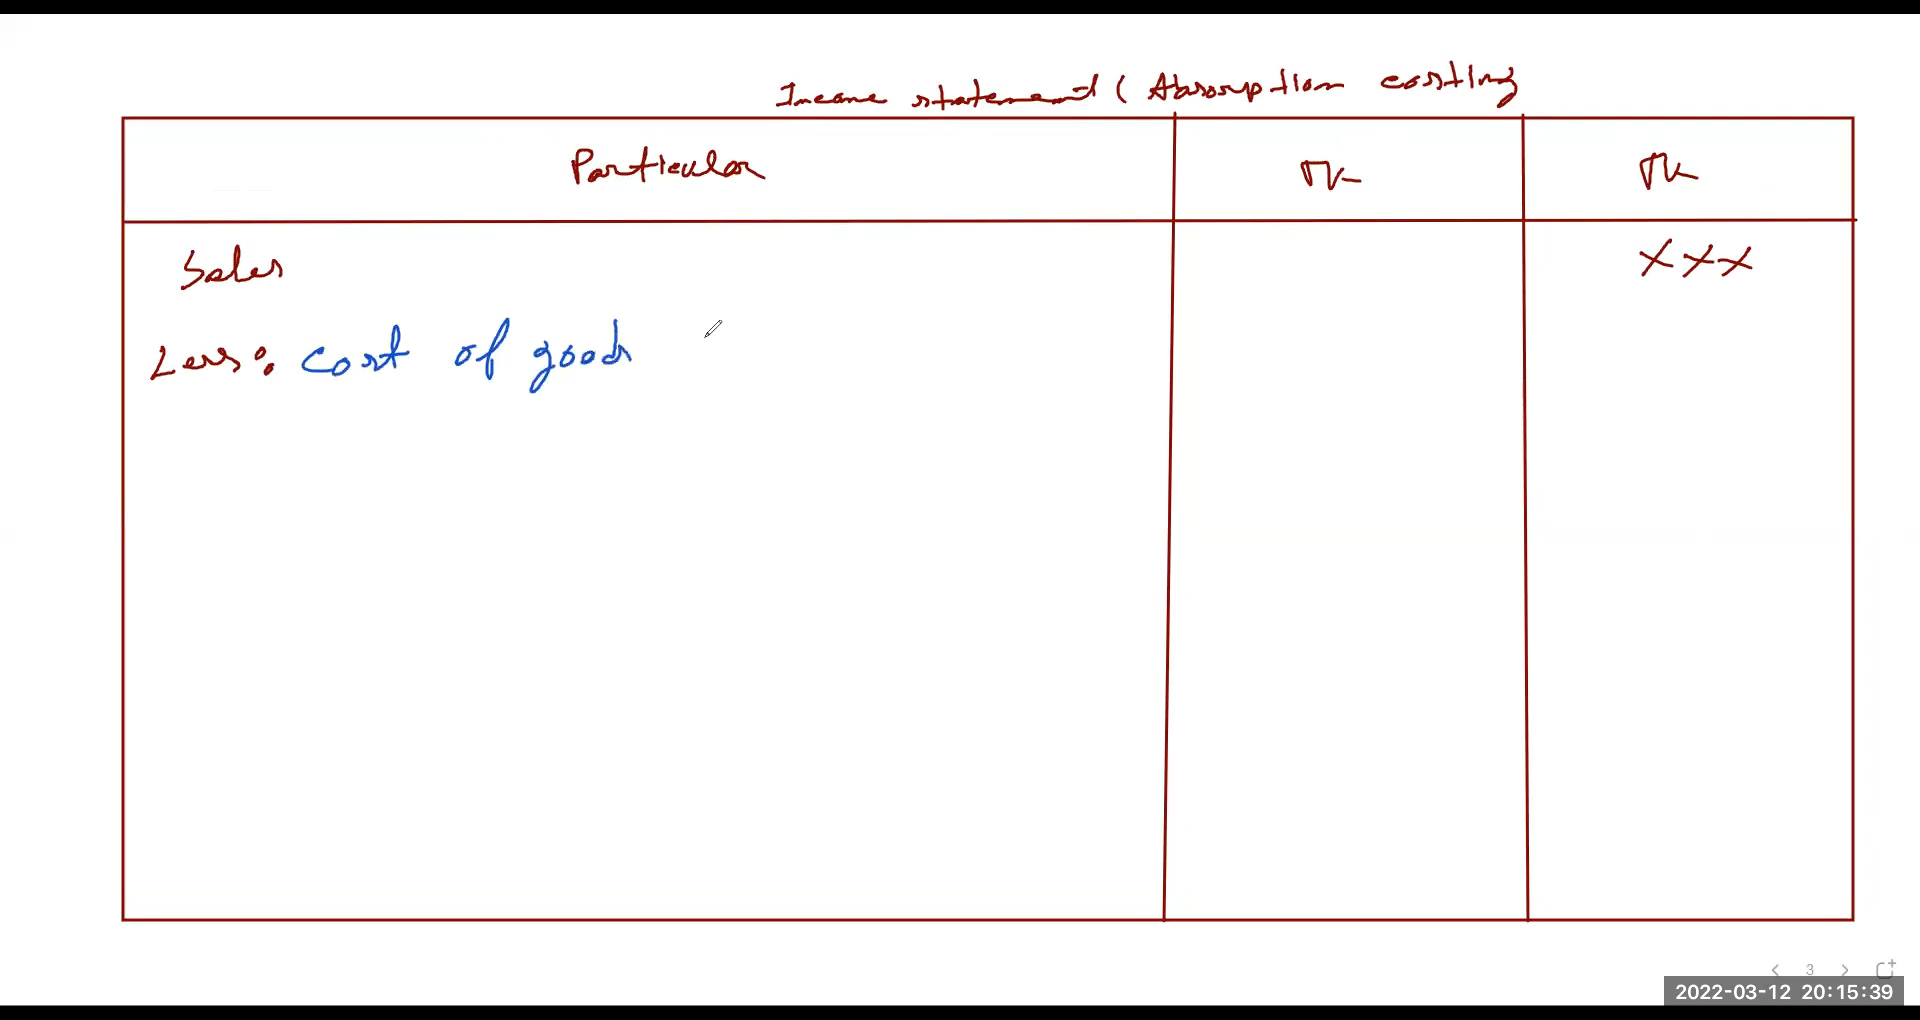 Income statement ( Absorption costing
Particular Tk Tk
Sales XXX
Less: Cost of goods
3
2022-03-12 20:15:39